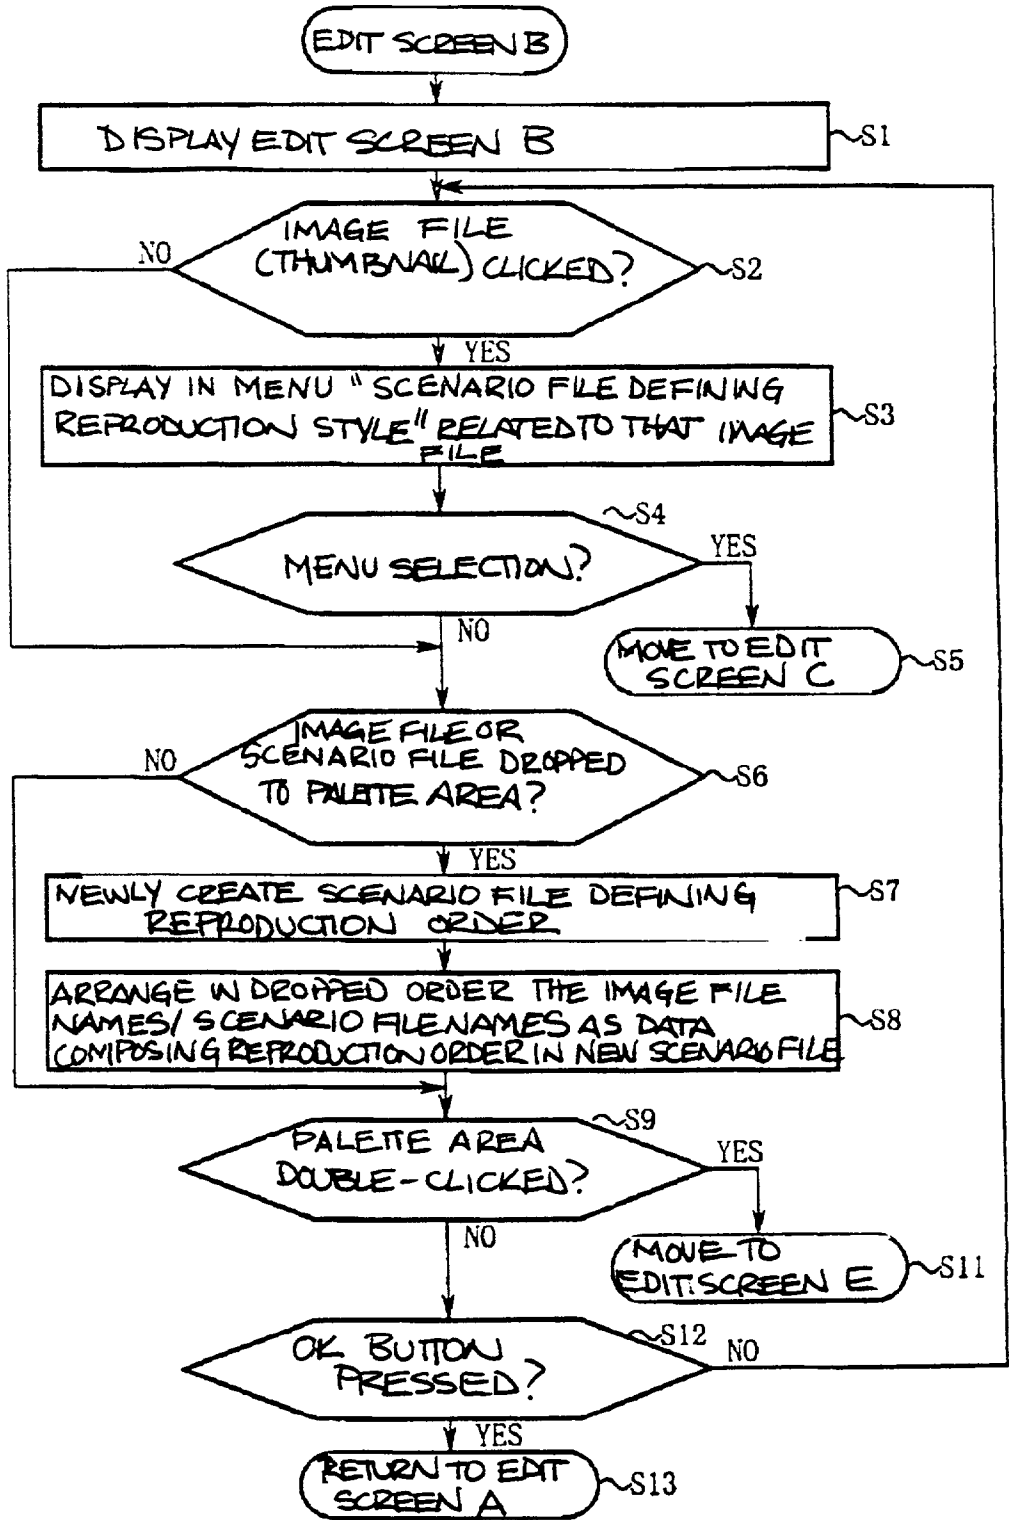 EDIT SCREEN B
DISPLAY EDIT SCREEN B
S1
IMAGE FILE
(THUMBNAIL) CLICKED?
NO
S2
YES
DISPLAY IN MENU "SCENARIO FILE DEFINING
REPRODUCTION STYLE" RELATED TO THAT IMAGE
FILE
S3
S4
MENU SELECTION?
YES
NO
MOVE TO EDIT
SCREEN C
S5
IMAGE FILE OR
SCENARIO FILE DROPPED
TO PALETTE AREA?
NO
S6
YES
NEWLY CREATE SCENARIO FILE DEFINING
REPRODUCTION ORDER
S7
ARRANGE IN DROPPED ORDER THE IMAGE FILE
NAMES/ SCENARIO FILE NAMES AS DATA
COMPOSING REPRODUCTION ORDER IN NEW SCENARIO FILE
S8
S9
PALETTE AREA
DOUBLE-CLICKED?
YES
NO
MOVE TO
EDIT SCREEN E
S11
S12
OK BUTTON
PRESSED?
NO
YES
RETURN TO EDIT
SCREEN A
S13